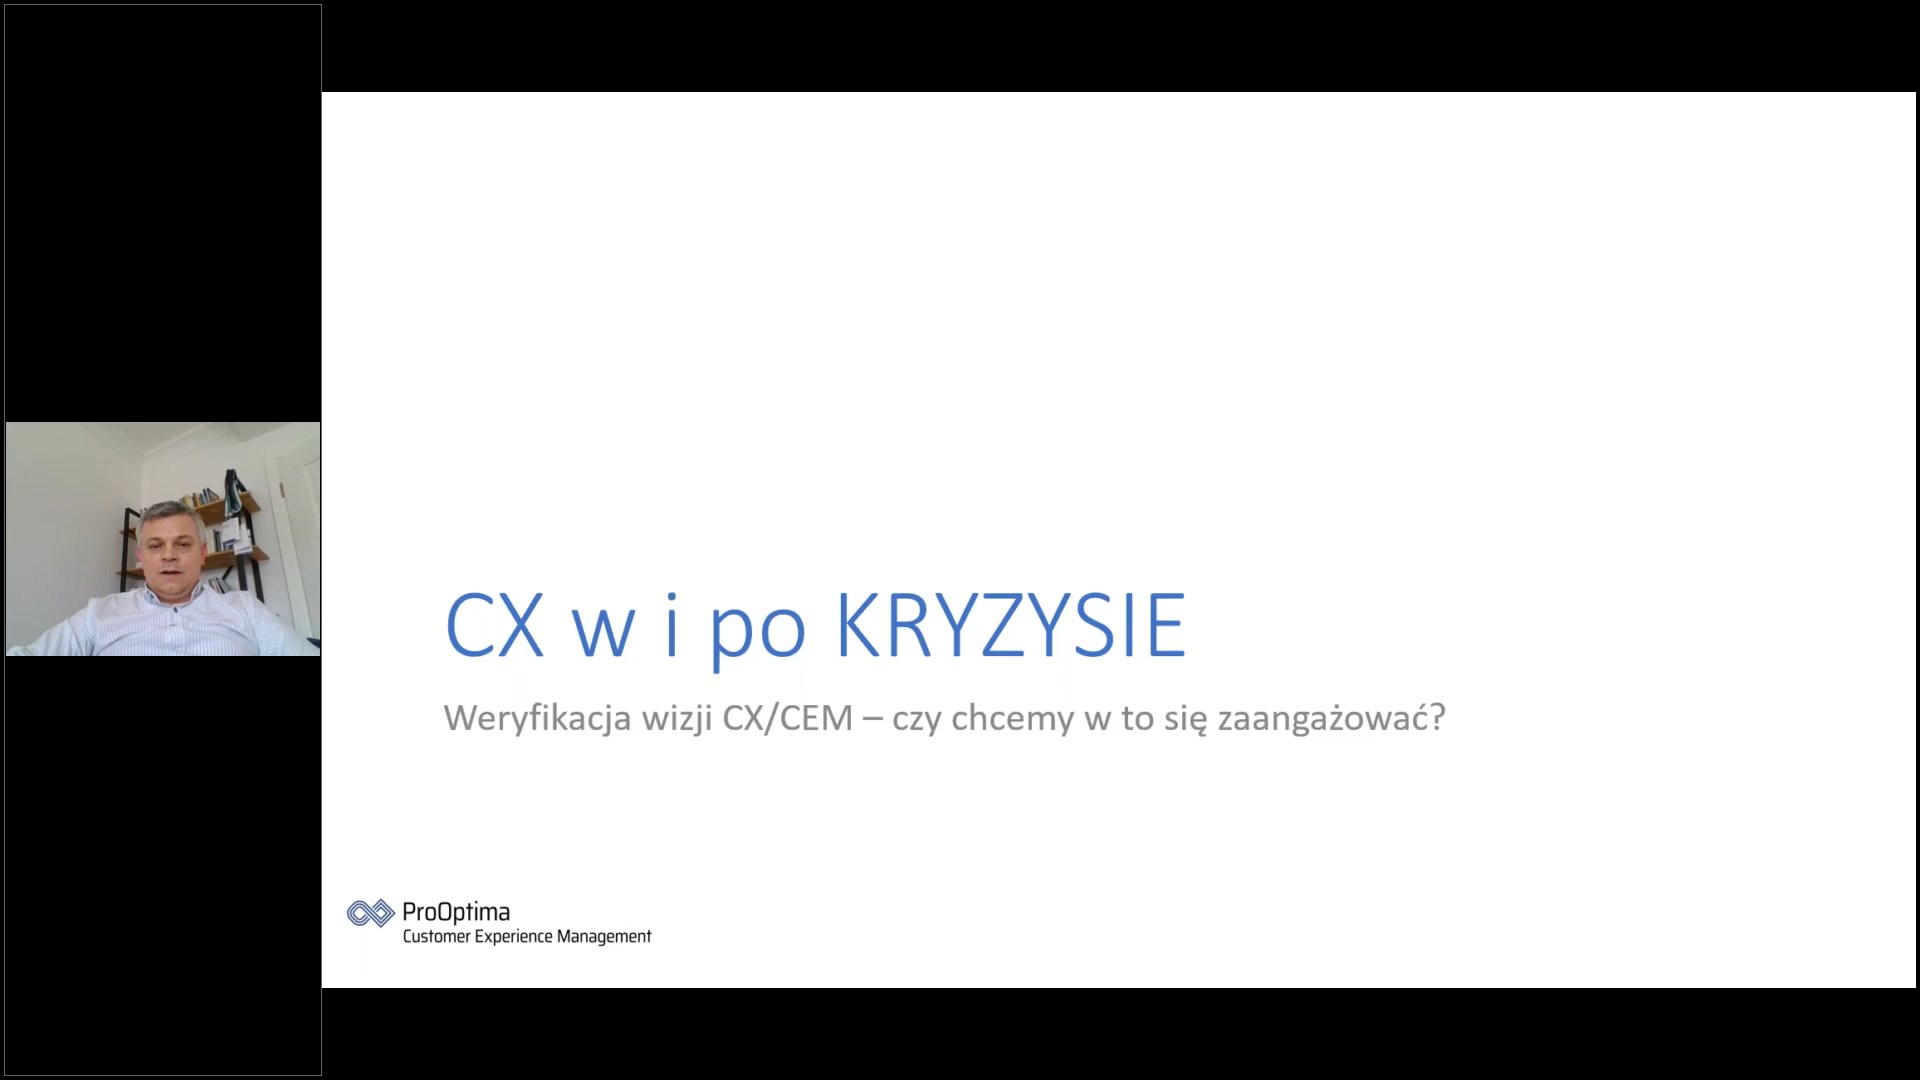 CX w i po KRYZYSIE
Weryfikacja wizji CX/CEM – czy chcemy w to się zaangażować?
ProOptima
Customer Experience Management